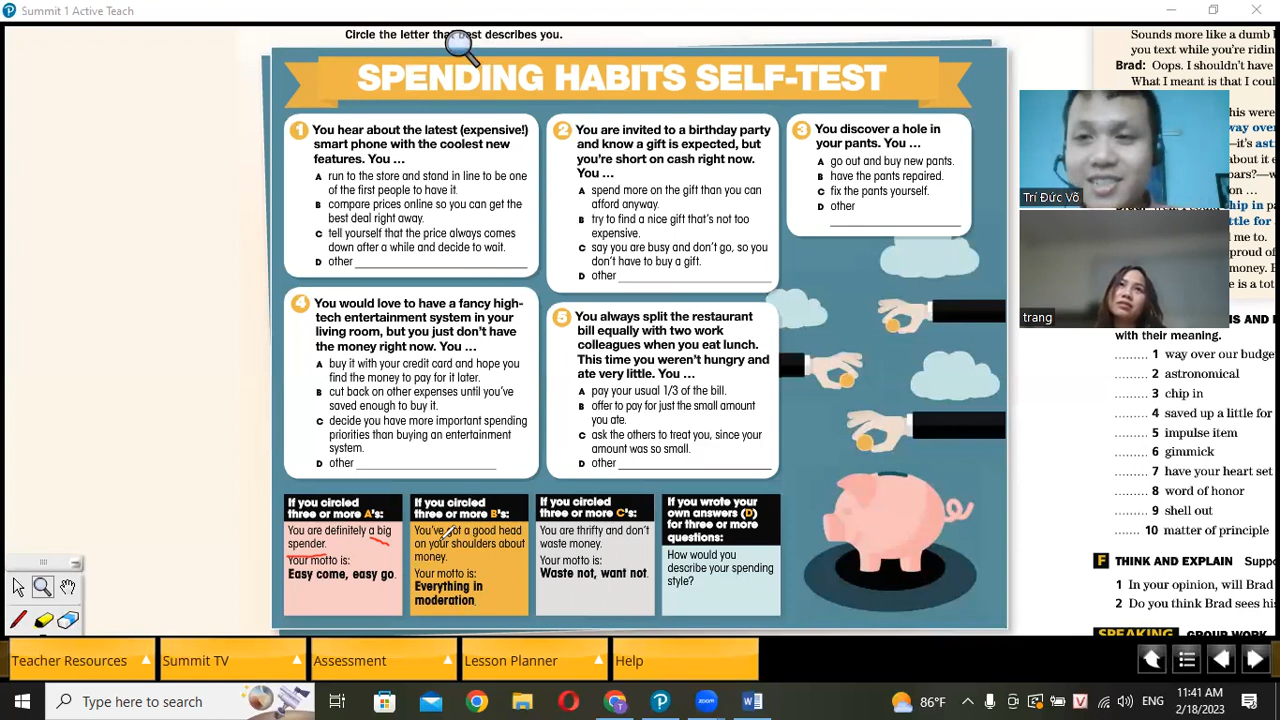 Summit 1 Active Teach
Circle the letter that best describes you.
SPENDING HABITS SELF-TEST
1 You hear about the latest (expensive!)
smart phone with the coolest new
features. You ...
A run to the store and stand in line to be one
of the first people to have it.
B compare prices online so you can get the
best deal right away.
C tell yourself that the price always comes
down after a while and decide to wait.
D other
2 You are invited to a birthday party
and know a gift is expected, but
you're short on cash right now.
You ...
A spend more on the gift than you can
afford anyway.
B try to find a nice gift that's not too
expensive.
C say you are busy and don't go, so you
don't have to buy a gift.
D other
3 You discover a hole in
your pants. You ...
A go out and buy new pants.
B have the pants repaired.
C fix the pants yourself.
D other
4 You would love to have a fancy high-
tech entertainment system in your
living room, but you just don't have
the money right now. You ...
A buy it with your credit card and hope you
find the money to pay for it later.
B cut back on other expenses until you've
saved enough to buy it.
C decide you have more important spending
priorities than buying an entertainment
system.
D other
5 You always split the restaurant
bill equally with two work
colleagues when you eat lunch.
This time you weren't hungry and
ate very little. You ...
A pay your usual 1/3 of the bill.
B offer to pay for just the small amount
you ate.
C ask the others to treat you, since your
amount was so small.
D other
If you circled
three or more A's:
You are definitely a big
spender.
Your motto is:
Easy come, easy go.
If you circled
three or more B's:
You've got a good head
on your shoulders about
money.
Your motto is:
Everything in
moderation.
If you circled
three or more C's:
You are thrifty and don't
waste money.
Your motto is:
Waste not, want not.
If you wrote your
own answers (D)
for three or more
questions:
How would you
describe your spending
style?
Sounds more like a dumb
you text while you're riding
Brad: Oops. I shouldn't have
What I meant is that I could
Trí Đức Võ
trang
with their meaning.
1 way over our budge
2 astronomical
3 chip in
4 saved up a little for
5 impulse item
6 gimmick
7 have your heart set
8 word of honor
9 shell out
10 matter of principle
F THINK AND EXPLAIN Suppo
1 In your opinion, will Brad
2 Do you think Brad sees his
SPEAKING GROUP WORK
Teacher Resources
Summit TV
Assessment
Lesson Planner
Help
Type here to search
86°F
ENG
11:41 AM
2/18/2023